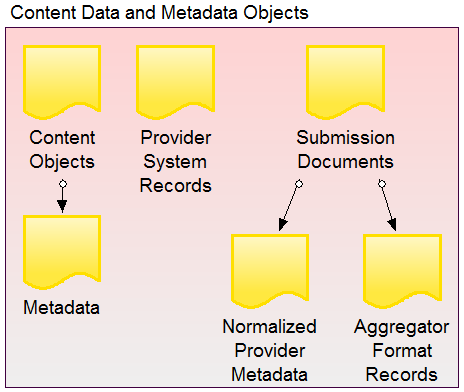 Content Data and Metadata Objects
Content
Objects
Provider
System
Records
Submission
Documents
Metadata
Normalized
Provider
Metadata
Aggregator
Format
Records